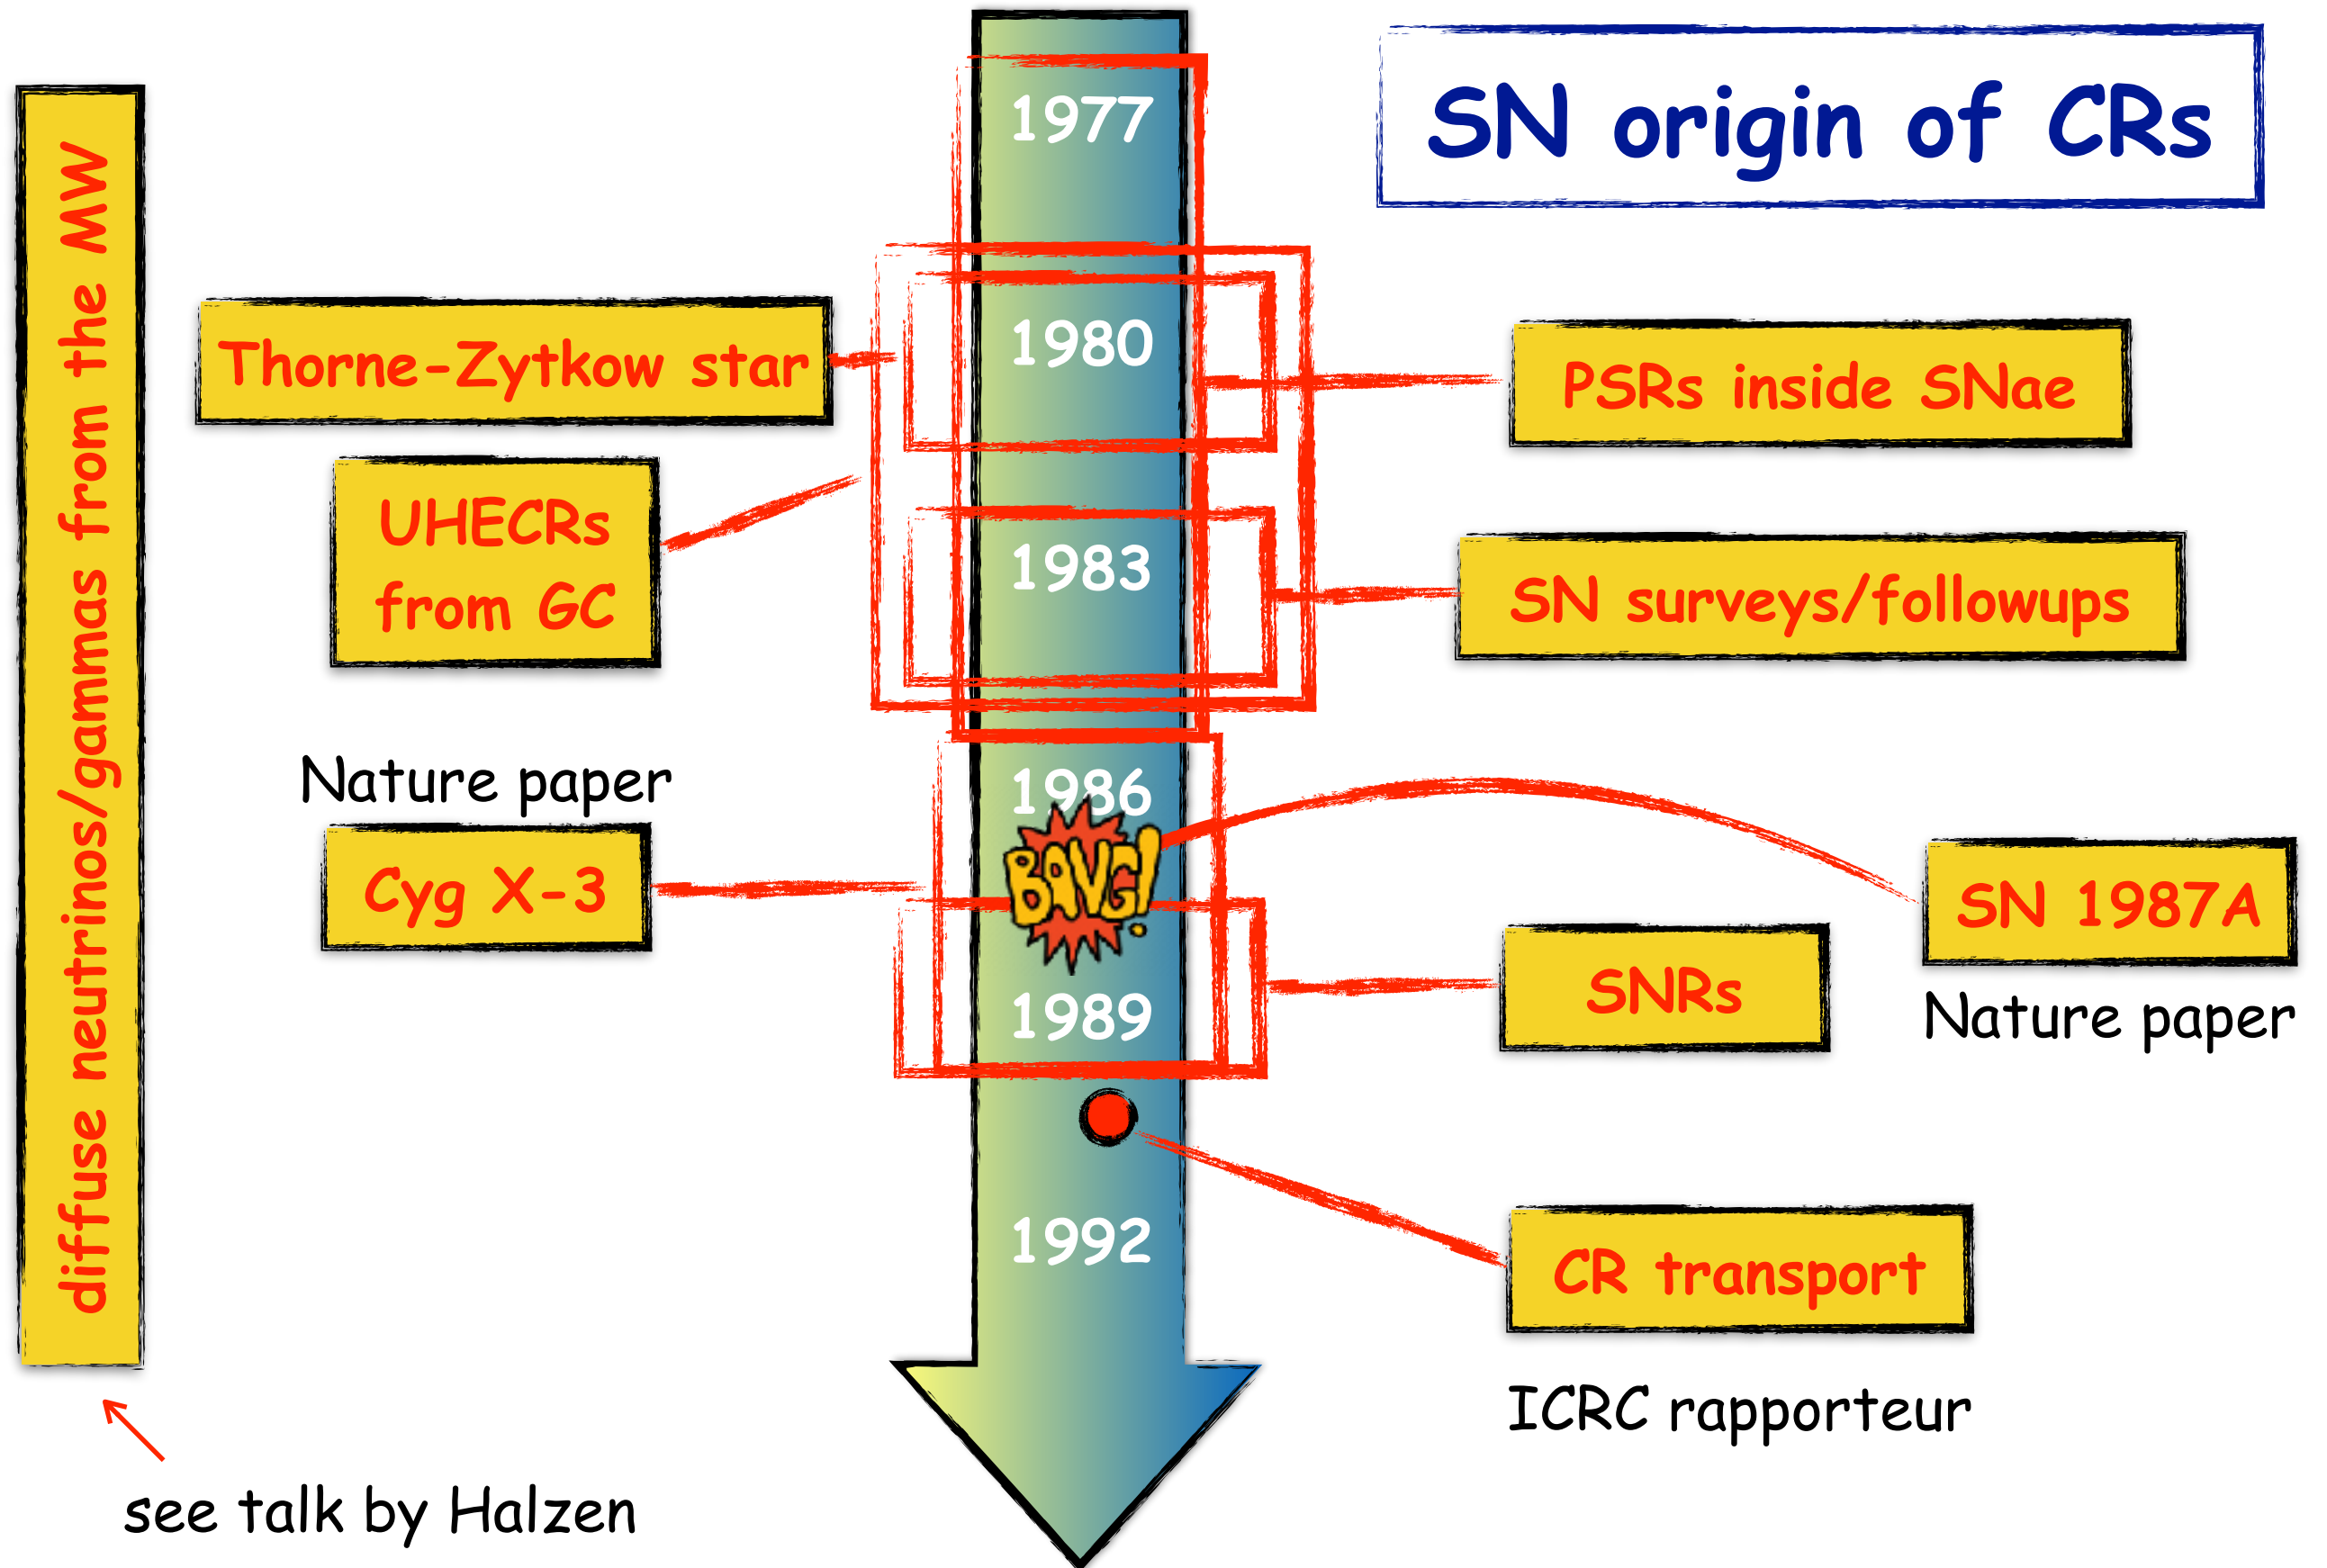 SN origin of CRs
diffuse neutrinos/gammas from the MW
1977
Thorne-Zytkow star
1980
PSRs inside SNae
UHECRs
from GC
1983
SN surveys/followups
Nature paper
Cyg X-3
1986
BANG!
SN 1987A
Nature paper
SNRs
1989
1992
CR transport
ICRC rapporteur
see talk by Halzen